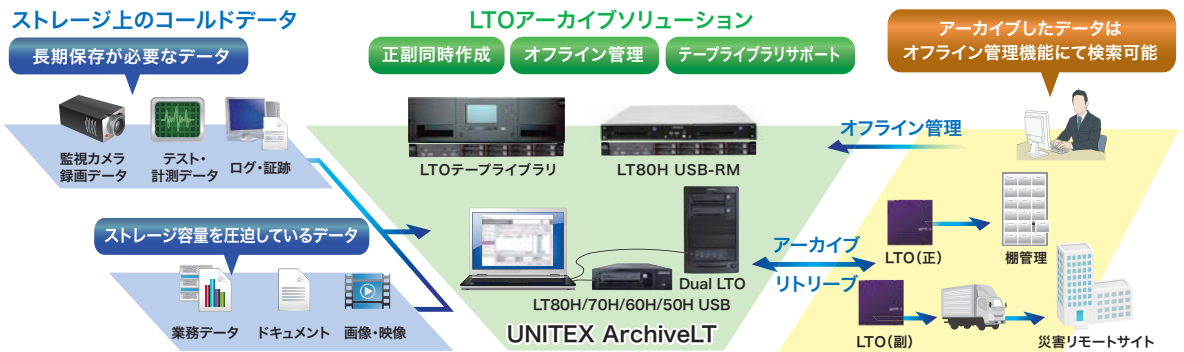 ストレージ上のコールドデータ
長期保存が必要なデータ
監視カメラ
録画データ
テスト・
計測データ
ログ・証跡
ストレージ容量を圧迫しているデータ
業務データ
ドキュメント
画像・映像
LTOアーカイブソリューション
正副同時作成
オフライン管理
テープライブラリサポート
LTOテープライブラリ
LT80H USB-RM
Dual LTO
LT80H/70H/60H/50H USB
UNITEX ArchiveLT
アーカイブしたデータは
オフライン管理機能にて検索可能
オフライン管理
アーカイブ
リトリーブ
LTO(正)
棚管理
LTO(副)
災害リモートサイト